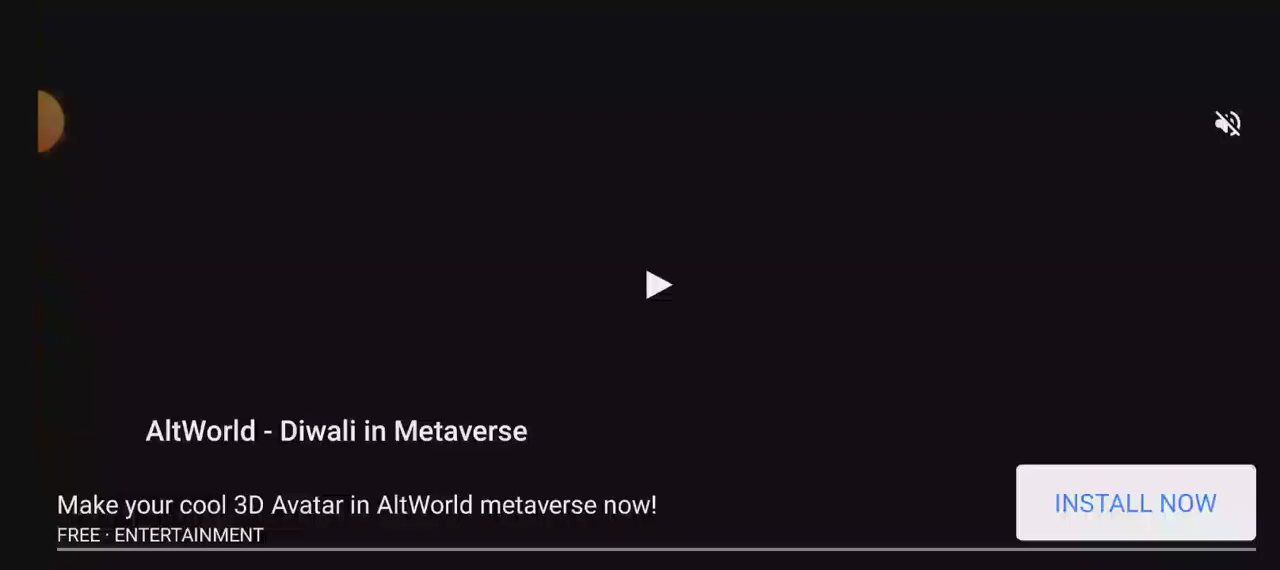 AltWorld - Diwali in Metaverse
Make your cool 3D Avatar in AltWorld metaverse now!
INSTALL NOW
FREE · ENTERTAINMENT